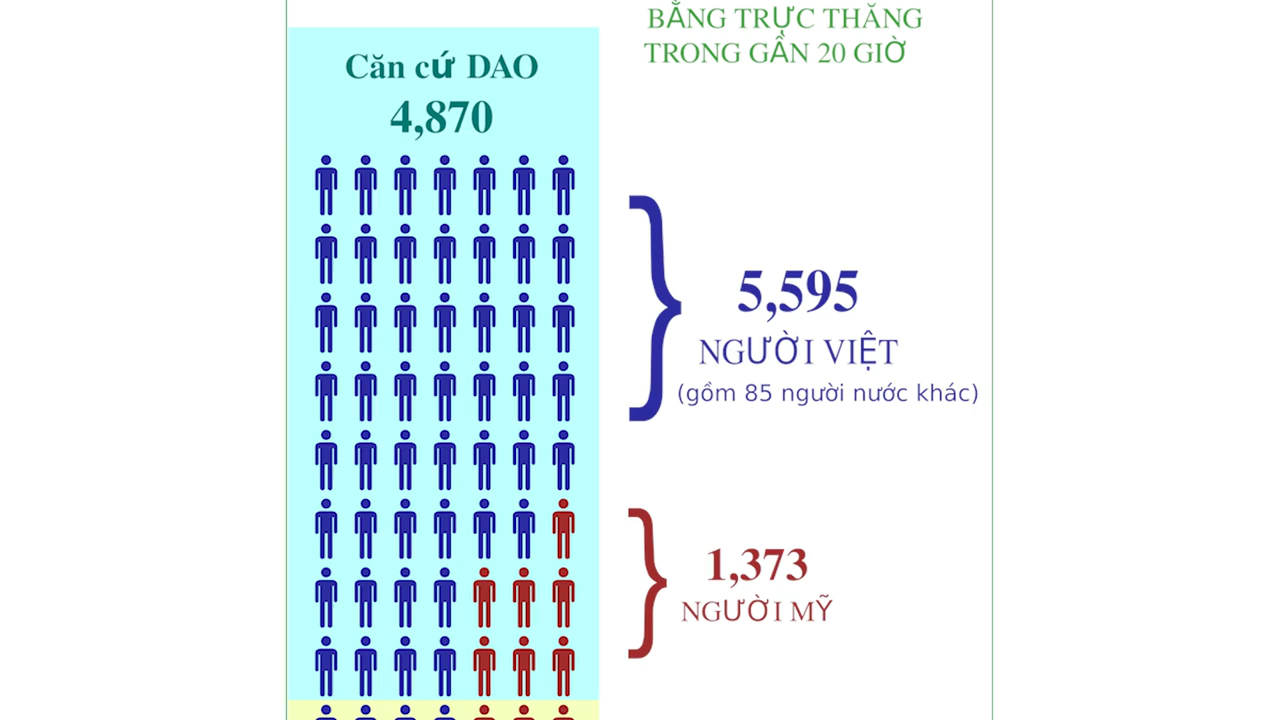 BẰNG TRỰC THĂNG
TRONG GẦN 20 GIỜ
Căn cứ DAO
4,870
5,595
NGƯỜI VIỆT
(gồm 85 người nước khác)
1,373
NGƯỜI MỸ